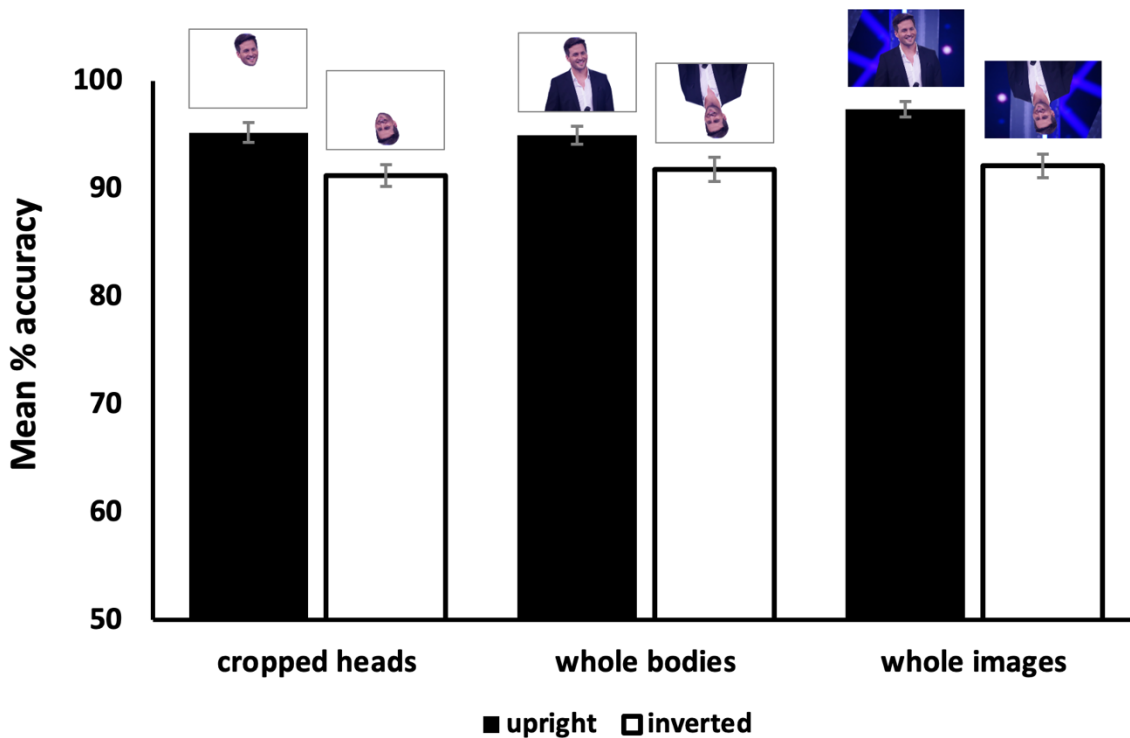 Mean % accuracy
100
90
80
70
60
50
cropped heads
whole bodies
whole images
upright
inverted